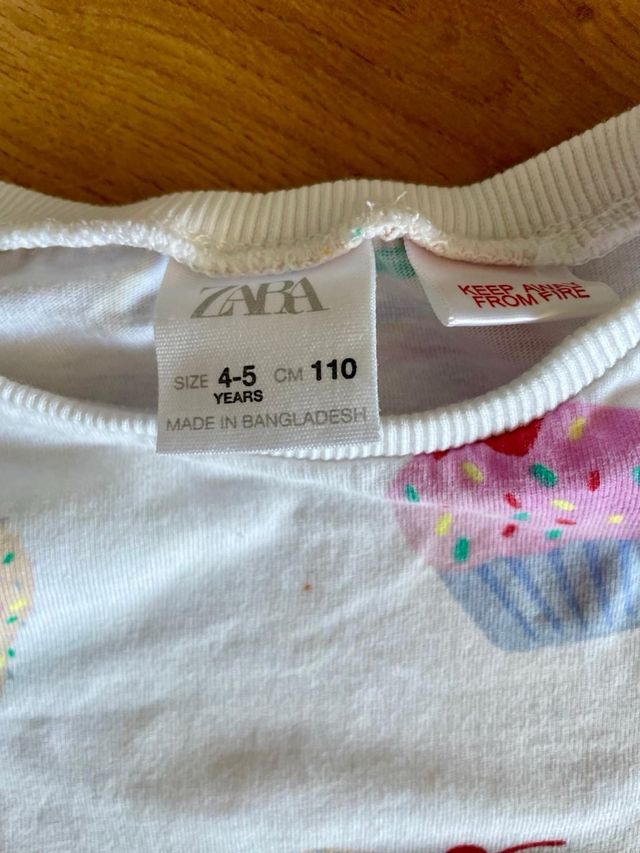 ZARA
SIZE 4-5 CM 110
YEARS
MADE IN BANGLADESH
KEEP AWAY
FROM FIRE